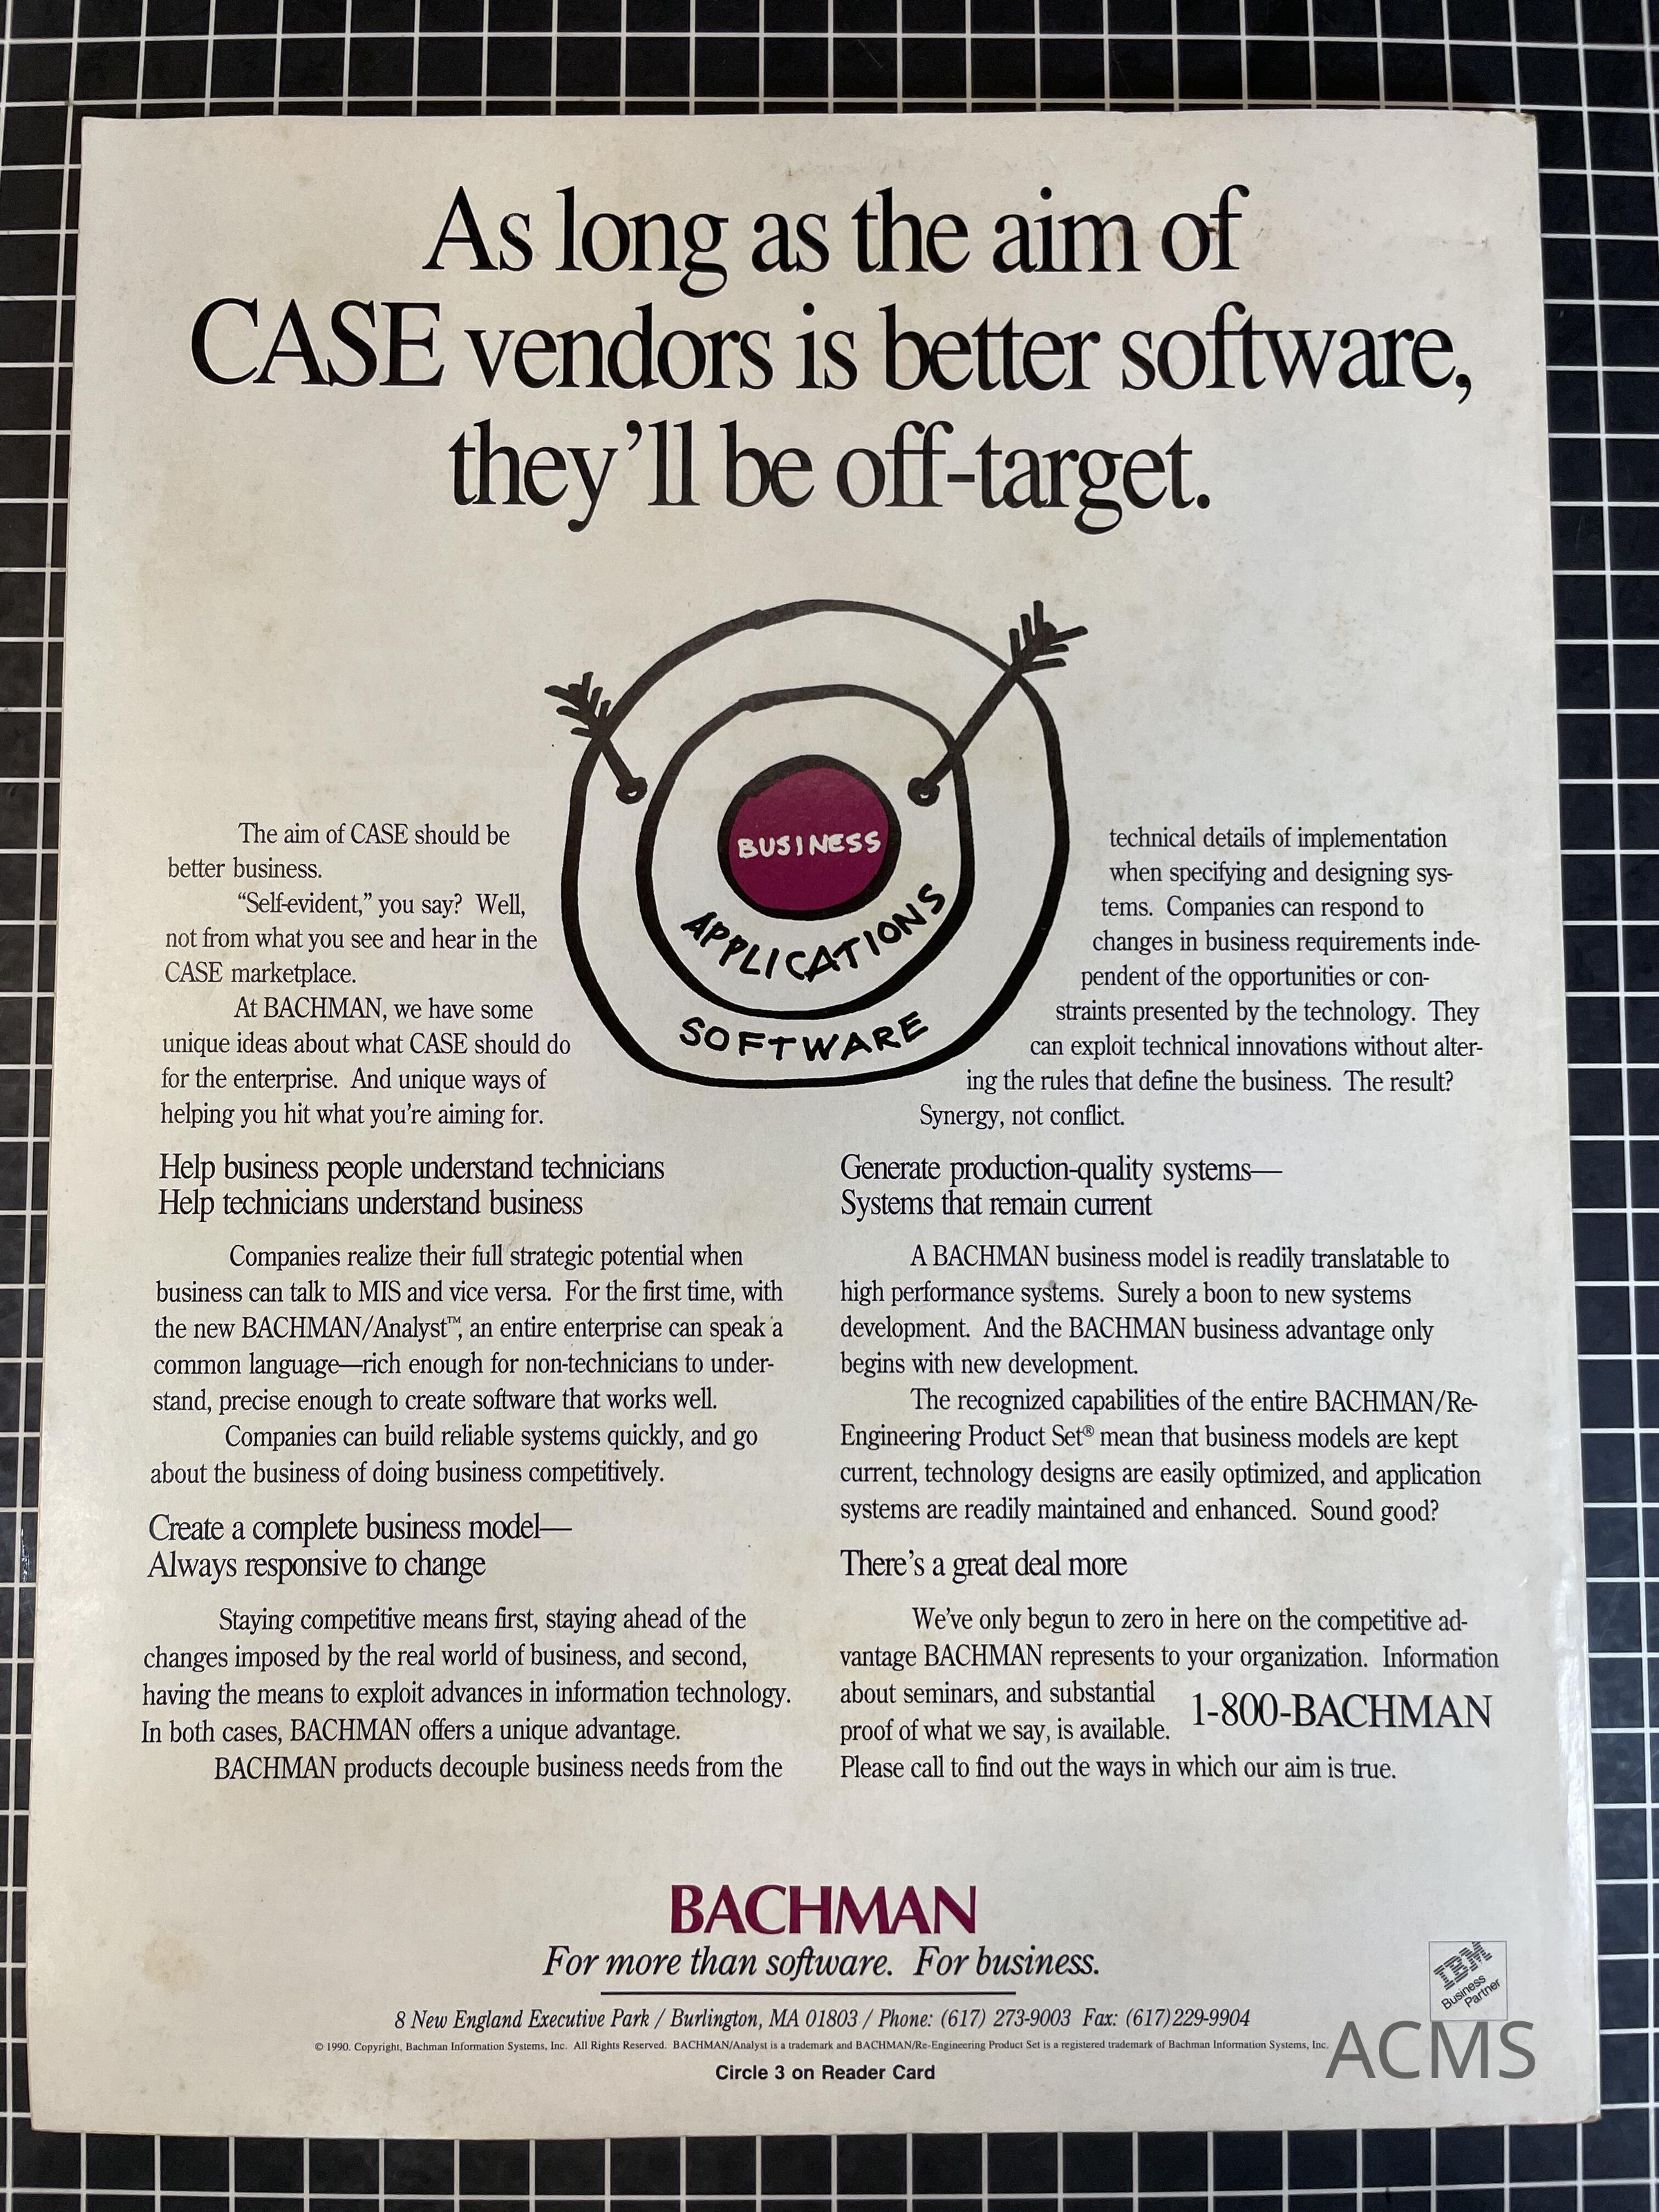 As long as the aim of
CASE vendors is better software,
they'll be off-target.
BUSINESS
APPLICATIONS
SOFTWARE
The aim of CASE should be
better business.
“Self-evident,” you say? Well,
not from what you see and hear in the
CASE marketplace.
At BACHMAN, we have some
unique ideas about what CASE should do
for the enterprise. And unique ways of
helping you hit what you're aiming for.
Help business people understand technicians
Help technicians understand business
Companies realize their full strategic potential when
business can talk to MIS and vice versa. For the first time, with
the new BACHMAN/Analyst™, an entire enterprise can speak a
common language—rich enough for non-technicians to under-
stand, precise enough to create software that works well.
Companies can build reliable systems quickly, and go
about the business of doing business competitively.
Create a complete business model—
Always responsive to change
Staying competitive means first, staying ahead of the
changes imposed by the real world of business, and second,
having the means to exploit advances in information technology.
In both cases, BACHMAN offers a unique advantage.
BACHMAN products decouple business needs from the
technical details of implementation
when specifying and designing sys-
tems. Companies can respond to
changes in business requirements inde-
pendent of the opportunities or con-
straints presented by the technology. They
can exploit technical innovations without alter-
ing the rules that define the business. The result?
Synergy, not conflict.
Generate production-quality systems—
Systems that remain current
A BACHMAN business model is readily translatable to
high performance systems. Surely a boon to new systems
development. And the BACHMAN business advantage only
begins with new development.
The recognized capabilities of the entire BACHMAN/Re-
Engineering Product Set® mean that business models are kept
current, technology designs are easily optimized, and application
systems are readily maintained and enhanced. Sound good?
There's a great deal more
We've only begun to zero in here on the competitive ad-
vantage BACHMAN represents to your organization. Information
about seminars, and substantial
proof of what we say, is available.
1-800-BACHMAN
Please call to find out the ways in which our aim is true.
BACHMAN
For more than software. For business.
8 New England Executive Park / Burlington, MA 01803 / Phone: (617) 273-9003 Fax: (617)229-9904
© 1990. Copyright, Bachman Information Systems, Inc. All Rights Reserved. BACHMAN/Analyst is a trademark and BACHMAN/Re-Engineering Product Set is a registered trademark of Bachman Information Systems, Inc.
Circle 3 on Reader Card
IBM
Business
Partner
ACMS